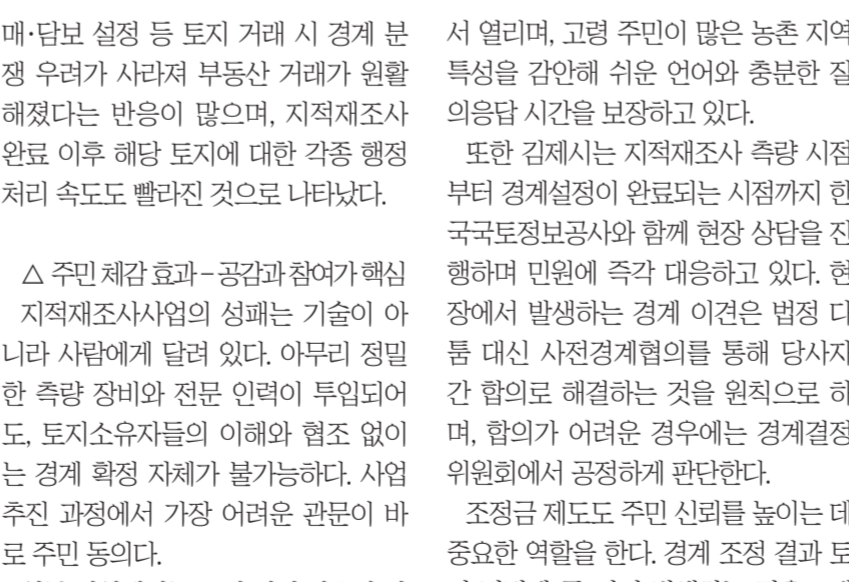 매·담보 설정 등 토지 거래 시 경계 분
쟁 우려가 사라져 부동산 거래가 원활
해졌다는 반응이 많으며, 지적재조사
완료 이후 해당 토지에 대한 각종 행정
처리 속도도 빨라진 것으로 나타났다.
△ 주민 체감 효과 – 공감과 참여가 핵심
지적재조사사업의 성패는 기술이 아
니라 사람에게 달려 있다. 아무리 정밀
한 측량 장비와 전문 인력이 투입되어
도, 토지소유자들의 이해와 협조 없이
는 경계 확정 자체가 불가능하다. 사업
추진 과정에서 가장 어려운 관문이 바
로 주민 동의다.
서 열리며, 고령 주민이 많은 농촌 지역
특성을 감안해 쉬운 언어와 충분한 질
의응답 시간을 보장하고 있다.
또한 김제시는 지적재조사 측량 시점
부터 경계설정이 완료되는 시점까지 한
국국토정보공사와 함께 현장 상담을 진
행하며 민원에 즉각 대응하고 있다. 현
장에서 발생하는 경계 이견은 법정 다
툼 대신 사전경계협의를 통해 당사자
간 합의로 해결하는 것을 원칙으로 하
며, 합의가 어려운 경우에는 경계결정
위원회에서 공정하게 판단한다.
조정금 제도도 주민 신뢰를 높이는 데
중요한 역할을 한다. 경계 조정 결과 토